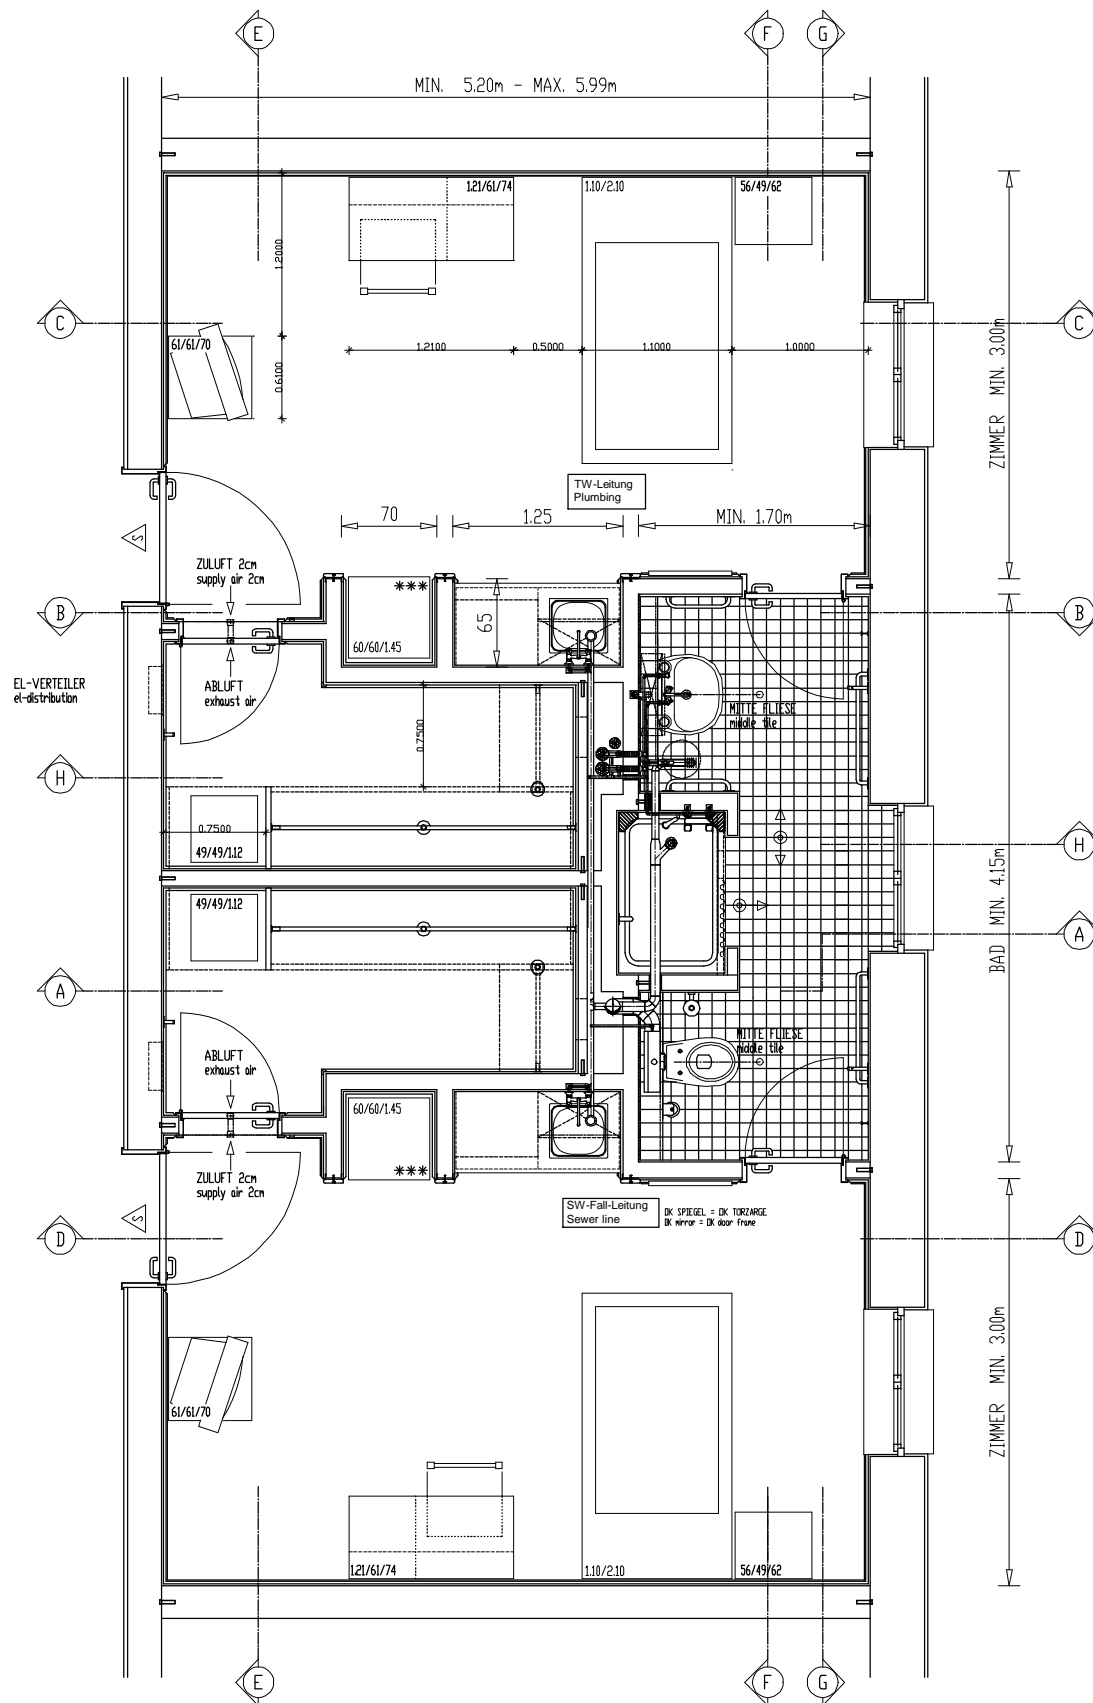 E
F
G
MIN. 5.20m - MAX. 5.99m
1.21/61/74
1.10/2.10
56/49/62
1.2000
C
C
61/61/70
0.6100
1.2100
0.5000
1.1000
1.0000
ZIMMER MIN. 3.00m
TW-Leitung
Plumbing
70
1.25
MIN. 1.70m
S
ZULUFT 2cm
supply air 2cm
***
B
B
65
60/60/1.45
EL-VERTEILER
el-distribution
ABLUFT
exhaust air
MITTE FLIESE
middle tile
0.7500
H
0.7500
49/49/1.12
H
49/49/1.12
BAD MIN. 4.15m
A
A
MITTE FLIESE
middle tile
ABLUFT
exhaust air
60/60/1.45
***
ZULUFT 2cm
supply air 2cm
S
SW-Fall-Leitung
Sewer line
OK SPIEGEL = OK TÜRZARGE
OK mirror = OK door frame
D
D
ZIMMER MIN. 3.00m
61/61/70
1.21/61/74
1.10/2.10
56/49/62
E
F
G